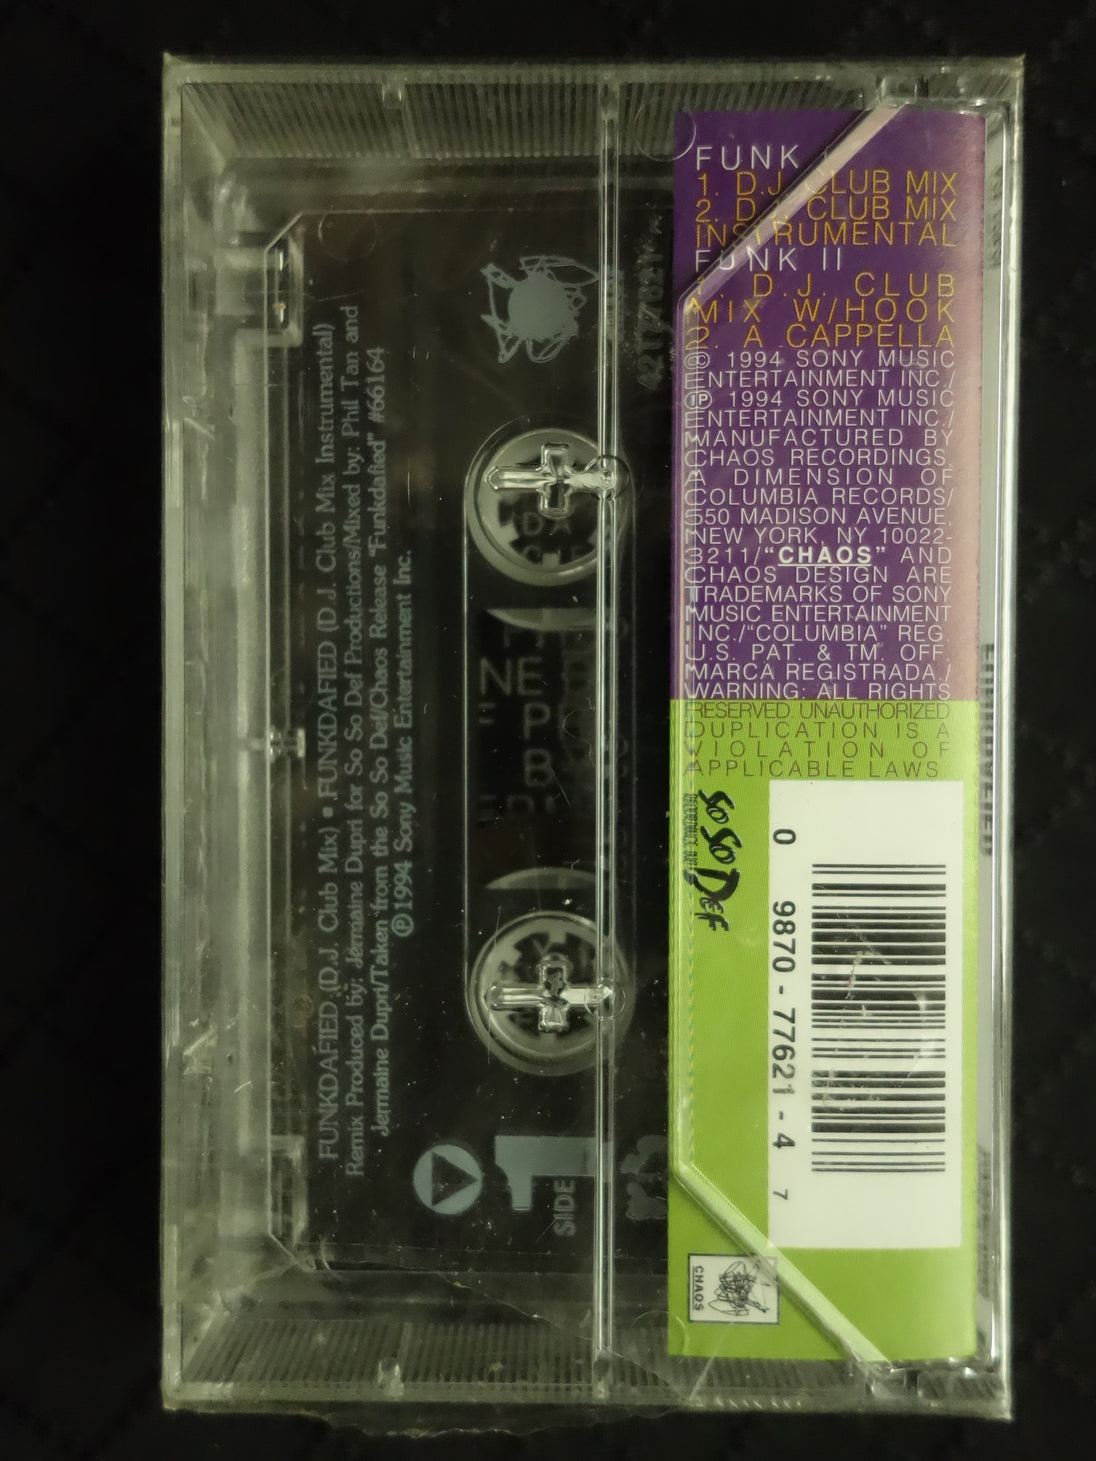 FUNK I
1. D.J. CLUB MIX
2. D.J. CLUB MIX
INSTRUMENTAL
FUNK II
1. D.J. CLUB
MIX W/HOOK
2. A CAPPELLA
© 1994 SONY MUSIC
ENTERTAINMENT INC./
℗ 1994 SONY MUSIC
ENTERTAINMENT INC./
MANUFACTURED BY
CHAOS RECORDINGS,
A DIMENSION OF
COLUMBIA RECORDS/
550 MADISON AVENUE,
NEW YORK, NY 10022-
3211/“CHAOS” AND
CHAOS DESIGN ARE
TRADEMARKS OF SONY
MUSIC ENTERTAINMENT
INC./“COLUMBIA” REG.
U.S. PAT. & TM. OFF.
MARCA REGISTRADA./
WARNING: ALL RIGHTS
RESERVED. UNAUTHORIZED
DUPLICATION IS A
VIOLATION OF
APPLICABLE LAWS
SO SO DEF
0 9870-77621-4 7
CHAOS
FUNKDAFIED (D.J. Club Mix) • FUNKDAFIED (D.J. Club Mix Instrumental)
Remix Produced by: Jermaine Dupri for So So Def Productions/Mixed by: Phil Tan and
Jermaine Dupri/Taken from the So So Def/Chaos Release "Funkdafied" #66164
℗1994 Sony Music Entertainment Inc.
SIDE 1